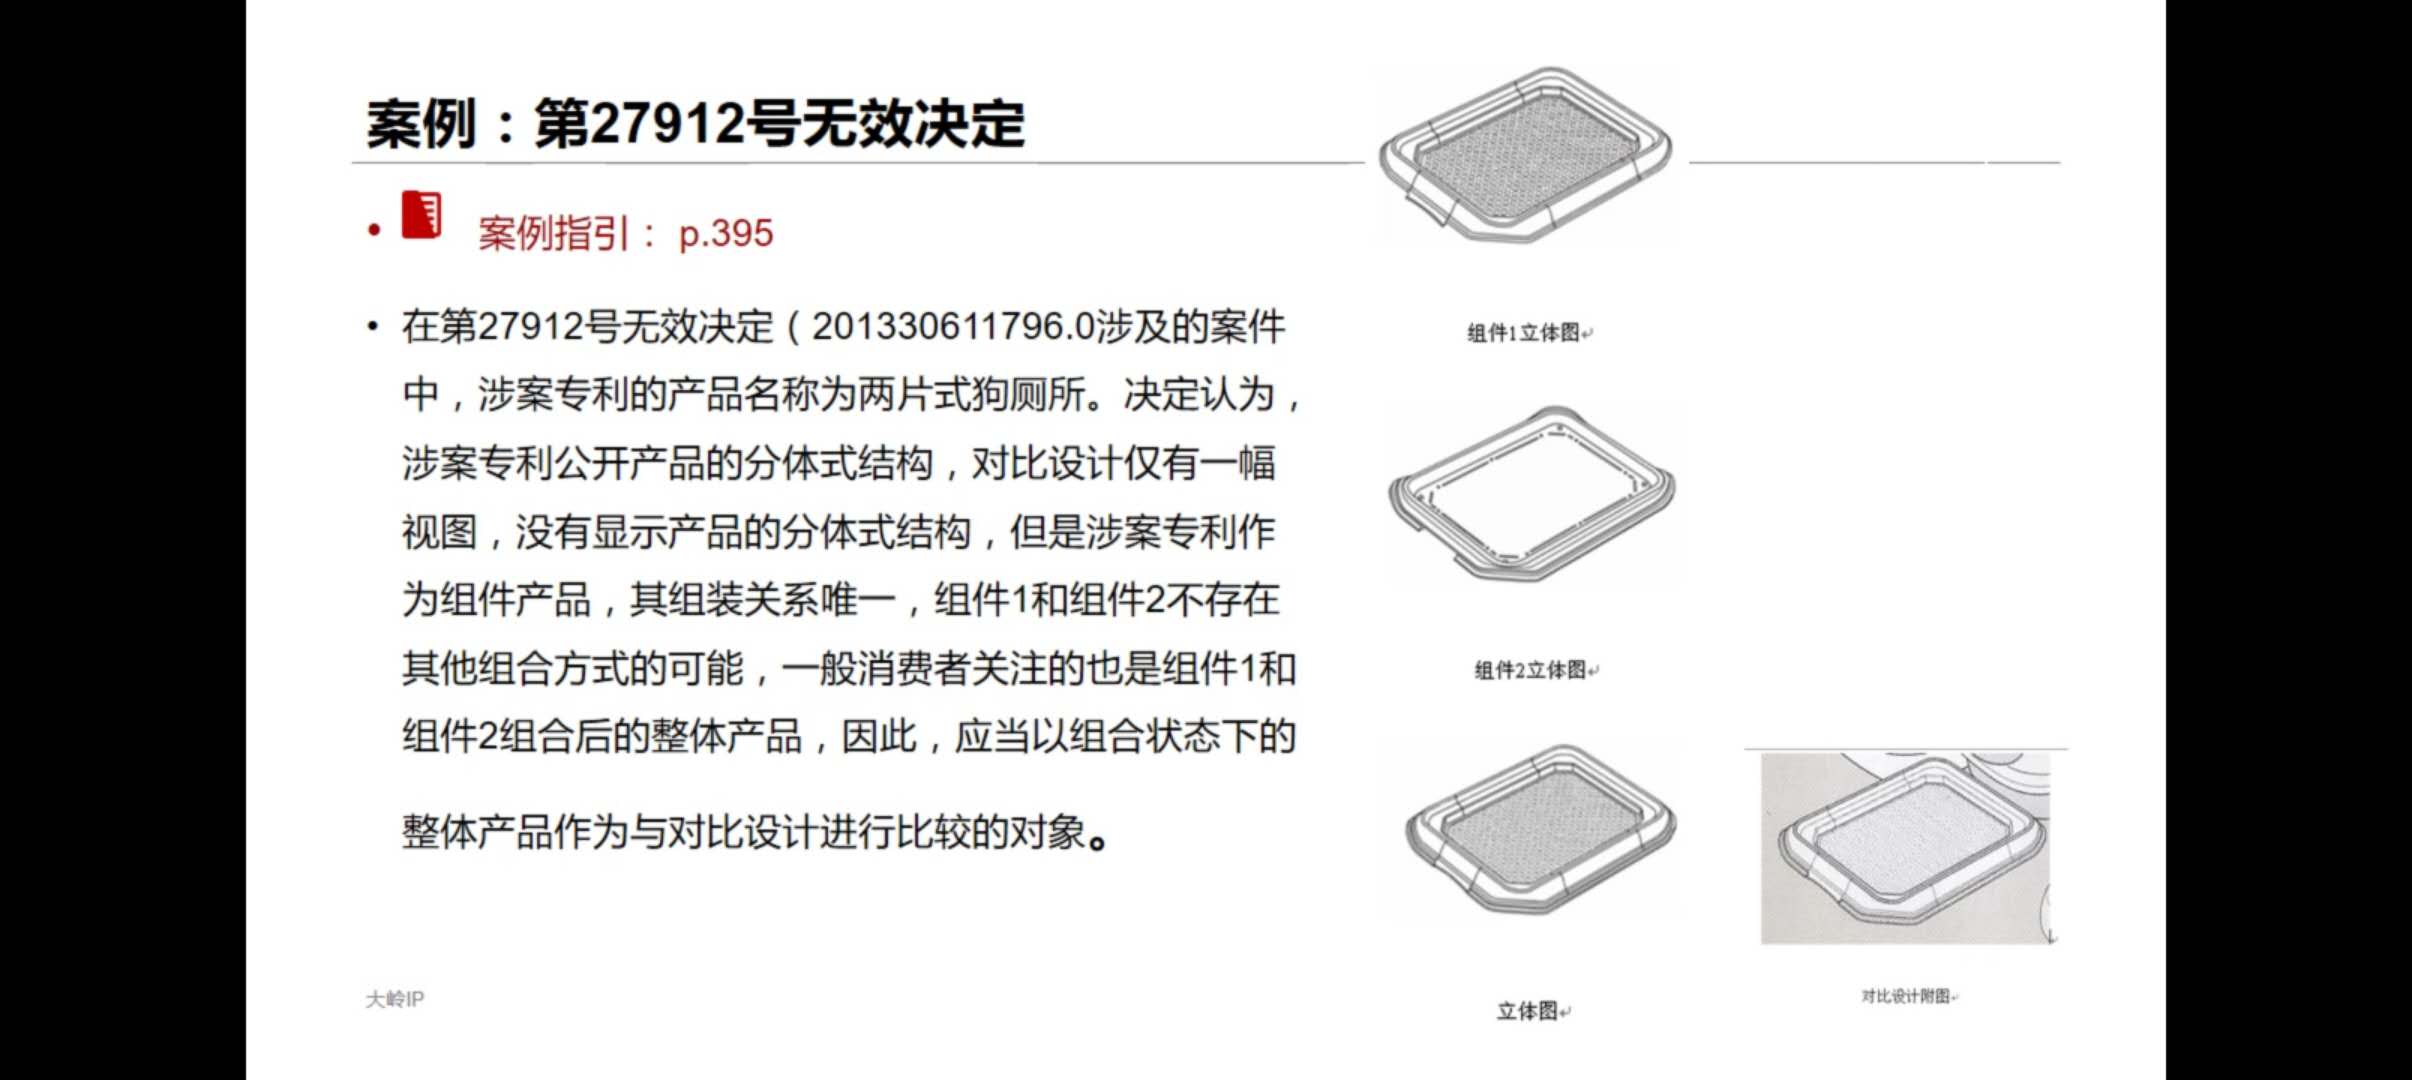 案例：第27912号无效决定
• 案例指引： p.395
• 在第27912号无效决定（201330611796.0涉及的案件
中，涉案专利的产品名称为两片式狗厕所。决定认为，
涉案专利公开产品的分体式结构，对比设计仅有一幅
视图，没有显示产品的分体式结构，但是涉案专利作
为组件产品，其组装关系唯一，组件1和组件2不存在
其他组合方式的可能，一般消费者关注的也是组件1和
组件2组合后的整体产品，因此，应当以组合状态下的
整体产品作为与对比设计进行比较的对象。
组件1立体图↵
组件2立体图↵
立体图↵
对比设计附图↵
大岭IP